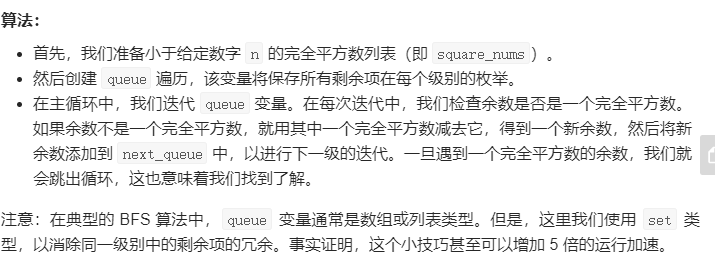 算法：
首先，我们准备小于给定数字 n 的完全平方数列表（即 square_nums）。
然后创建 queue 遍历，该变量将保存所有剩余项在每个级别的枚举。
在主循环中，我们迭代 queue 变量。在每次迭代中，我们检查余数是否是一个完全平方数。
如果余数不是一个完全平方数，就用其中一个完全平方数减去它，得到一个新余数，然后将新
余数添加到 next_queue 中，以进行下一级的迭代。一旦遇到一个完全平方数的余数，我们就
会跳出循环，这也意味着我们找到了解。
注意：在典型的 BFS 算法中，queue 变量通常是数组或列表类型。但是，这里我们使用 set 类
型，以消除同一级别中的剩余项的冗余。事实证明，这个小技巧甚至可以增加 5 倍的运行加速。